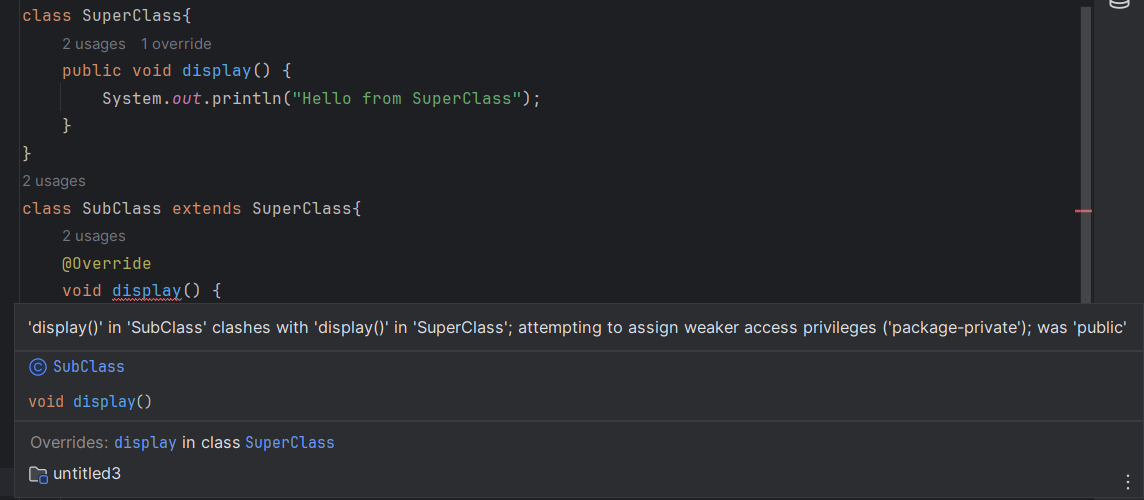 class SuperClass{
2 usages 1 override
public void display() {
System.out.println("Hello from SuperClass");
}
}
2 usages
class SubClass extends SuperClass{
2 usages
@Override
void display() {
'display()' in 'SubClass' clashes with 'display()' in 'SuperClass'; attempting to assign weaker access privileges ('package-private'); was 'public'
© SubClass
void display()
Overrides: display in class SuperClass
untitled3